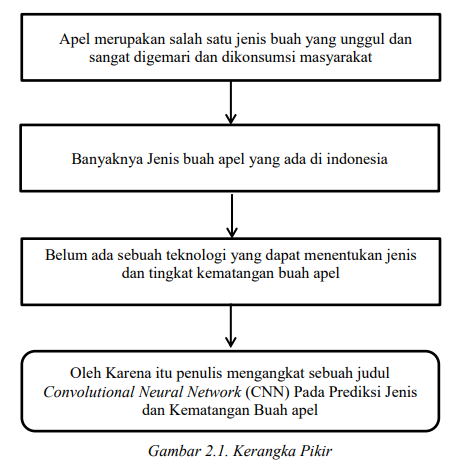 Apel merupakan salah satu jenis buah yang unggul dan
sangat digemari dan dikonsumsi masyarakat
Banyaknya Jenis buah apel yang ada di indonesia
Belum ada sebuah teknologi yang dapat menentukan jenis
dan tingkat kematangan buah apel
Oleh Karena itu penulis mengangkat sebuah judul
Convolutional Neural Network (CNN) Pada Prediksi Jenis
dan Kematangan Buah apel
Gambar 2.1. Kerangka Pikir